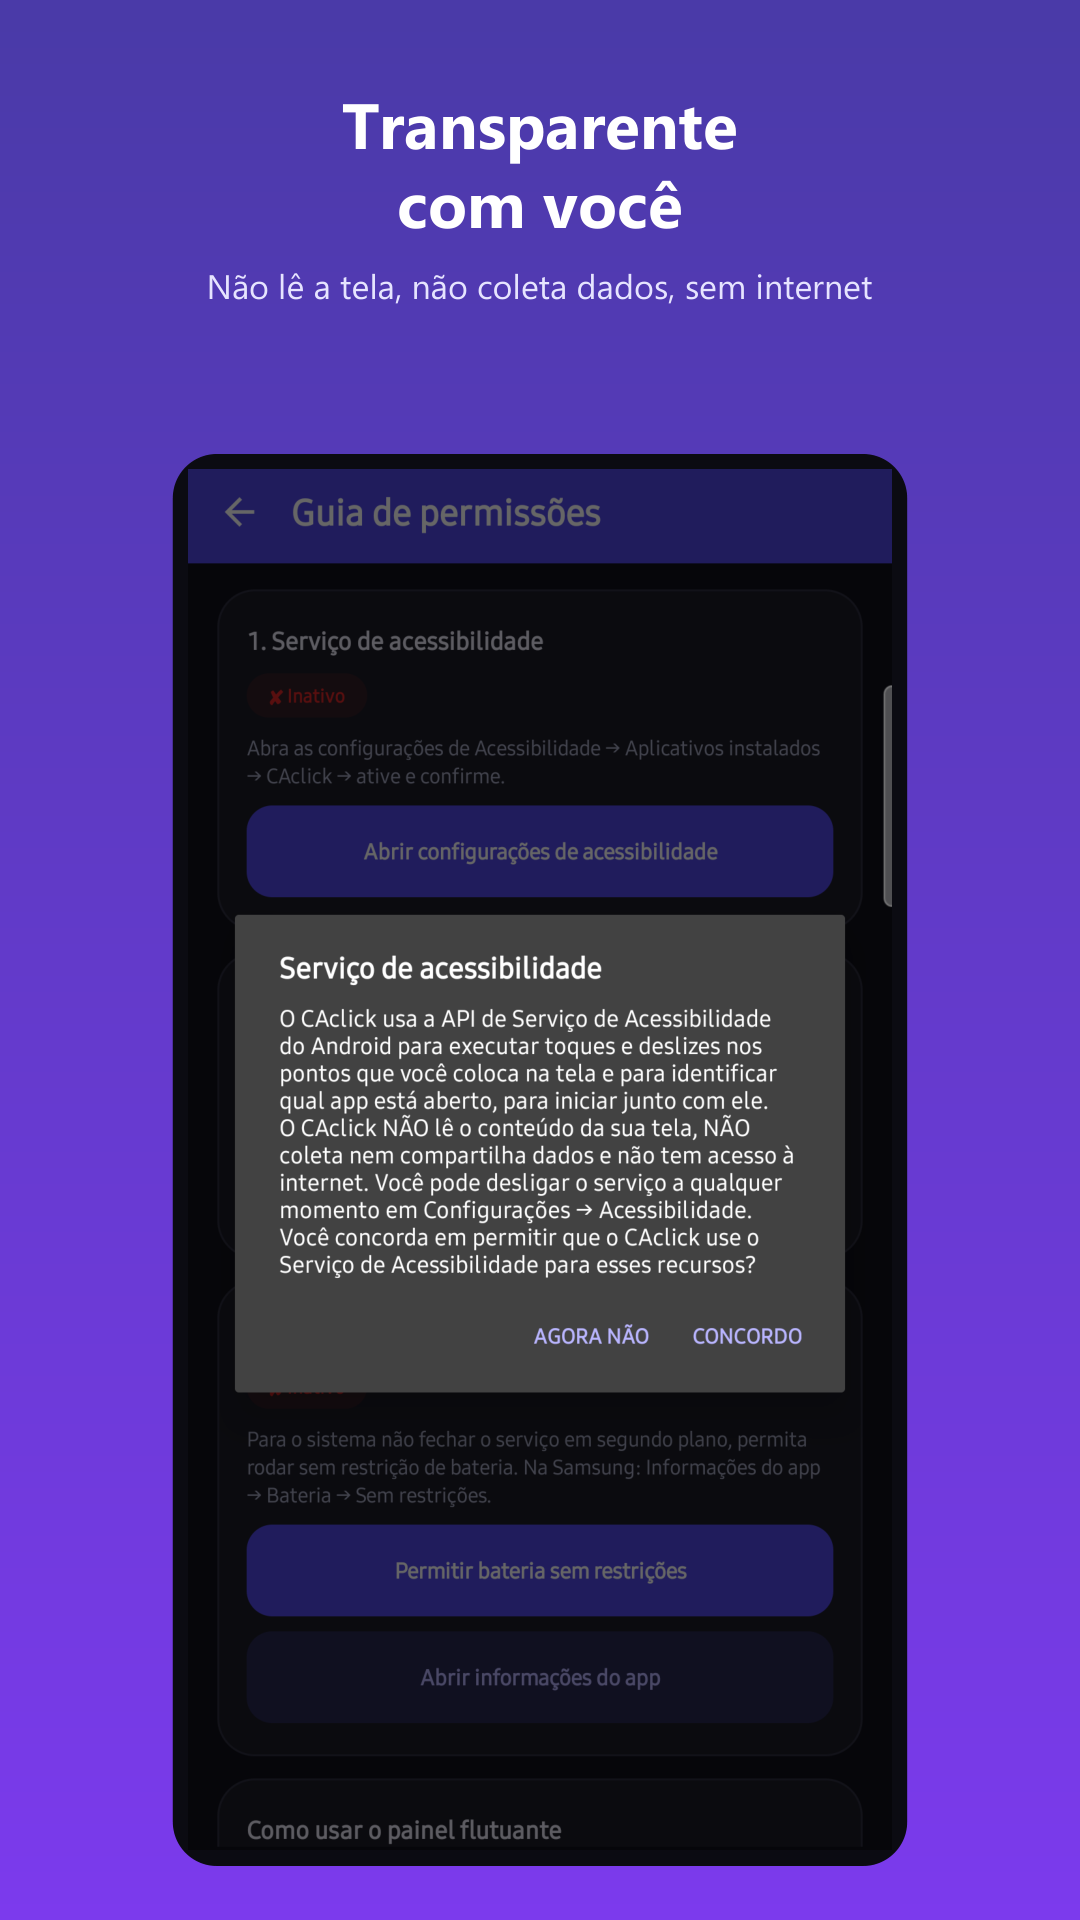 Transparente
com você
Não lê a tela, não coleta dados, sem internet
Guia de permissões
1. Serviço de acessibilidade
✘ Inativo
Abra as configurações de Acessibilidade → Aplicativos instalados
→ CAclick → ative e confirme.
Abrir configurações de acessibilidade
Serviço de acessibilidade
O CAclick usa a API de Serviço de Acessibilidade
do Android para executar toques e deslizes nos
pontos que você coloca na tela e para identificar
qual app está aberto, para iniciar junto com ele.
O CAclick NÃO lê o conteúdo da sua tela, NÃO
coleta nem compartilha dados e não tem acesso à
internet. Você pode desligar o serviço a qualquer
momento em Configurações → Acessibilidade.
Você concorda em permitir que o CAclick use o
Serviço de Acessibilidade para esses recursos?
AGORA NÃO CONCORDO
Para o sistema não fechar o serviço em segundo plano, permita
rodar sem restrição de bateria. Na Samsung: Informações do app
→ Bateria → Sem restrições.
Permitir bateria sem restrições
Abrir informações do app
Como usar o painel flutuante